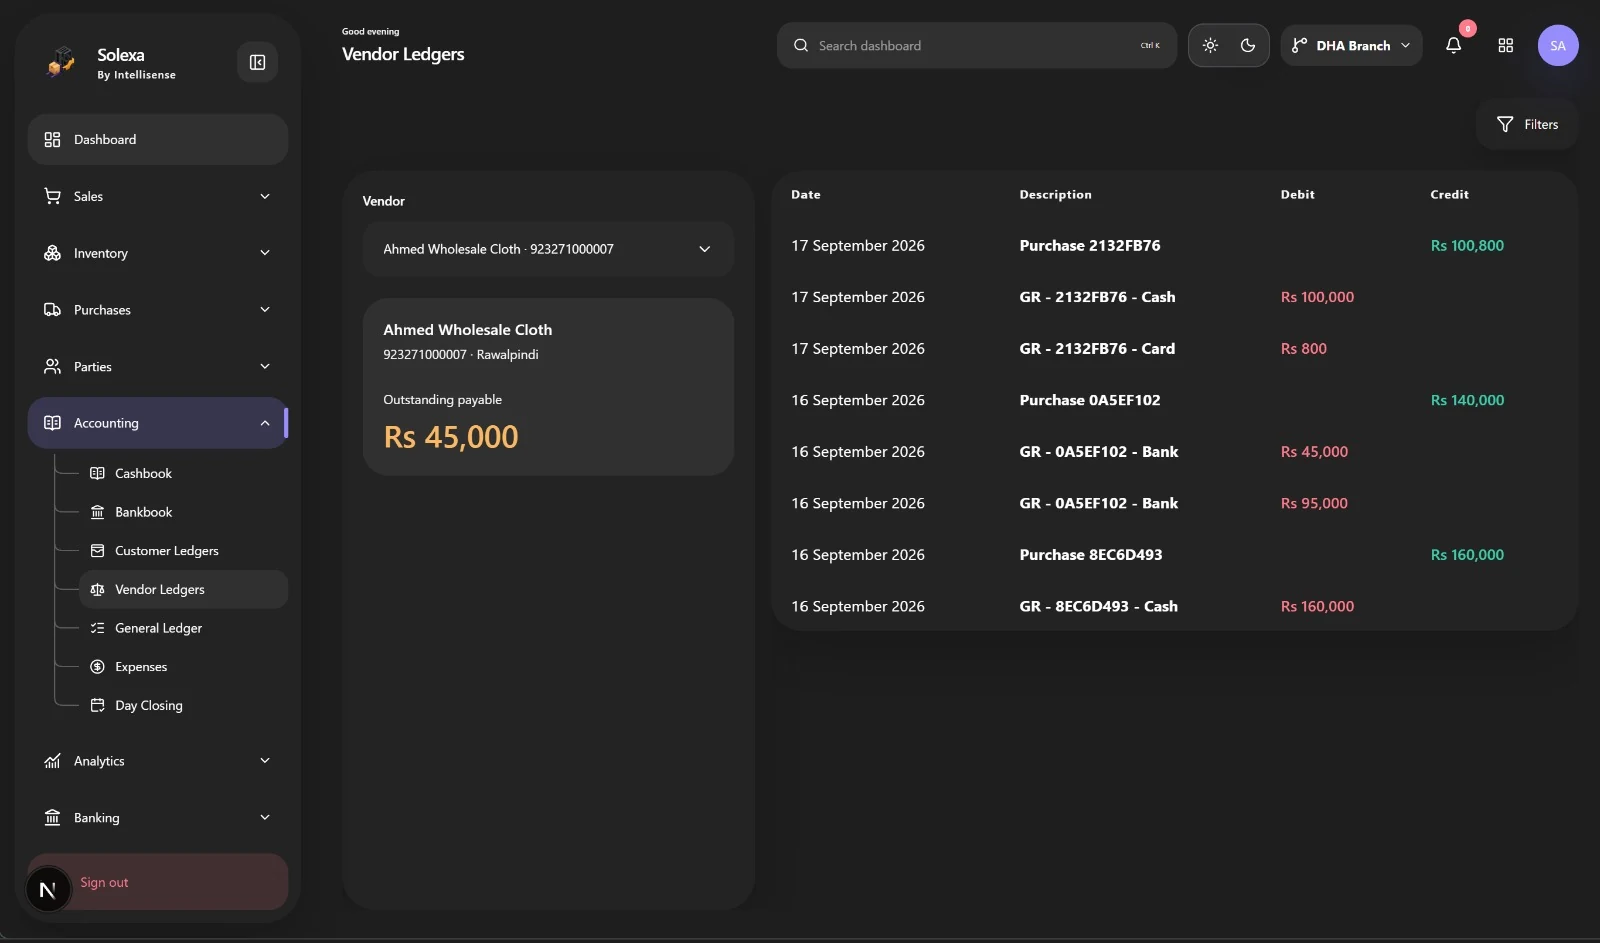 Solexa
By Intellisense
Dashboard
Sales
Inventory
Purchases
Parties
Accounting
Cashbook
Bankbook
Customer Ledgers
Vendor Ledgers
General Ledger
Expenses
Day Closing
Analytics
Banking
Sign out
N
Good evening
Vendor Ledgers
Search dashboard Ctrl K
DHA Branch
0
SA
Filters
Vendor
Ahmed Wholesale Cloth · 923271000007
Ahmed Wholesale Cloth
923271000007 · Rawalpindi
Outstanding payable
Rs 45,000
Date Description Debit Credit
17 September 2026 Purchase 2132FB76 Rs 100,800
17 September 2026 GR - 2132FB76 - Cash Rs 100,000
17 September 2026 GR - 2132FB76 - Card Rs 800
16 September 2026 Purchase 0A5EF102 Rs 140,000
16 September 2026 GR - 0A5EF102 - Bank Rs 45,000
16 September 2026 GR - 0A5EF102 - Bank Rs 95,000
16 September 2026 Purchase 8EC6D493 Rs 160,000
16 September 2026 GR - 8EC6D493 - Cash Rs 160,000